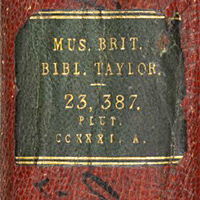 MUS. BRIT.
BIBL. TAYLOR.
23,387.
PLUT.
CCXXXI. A.